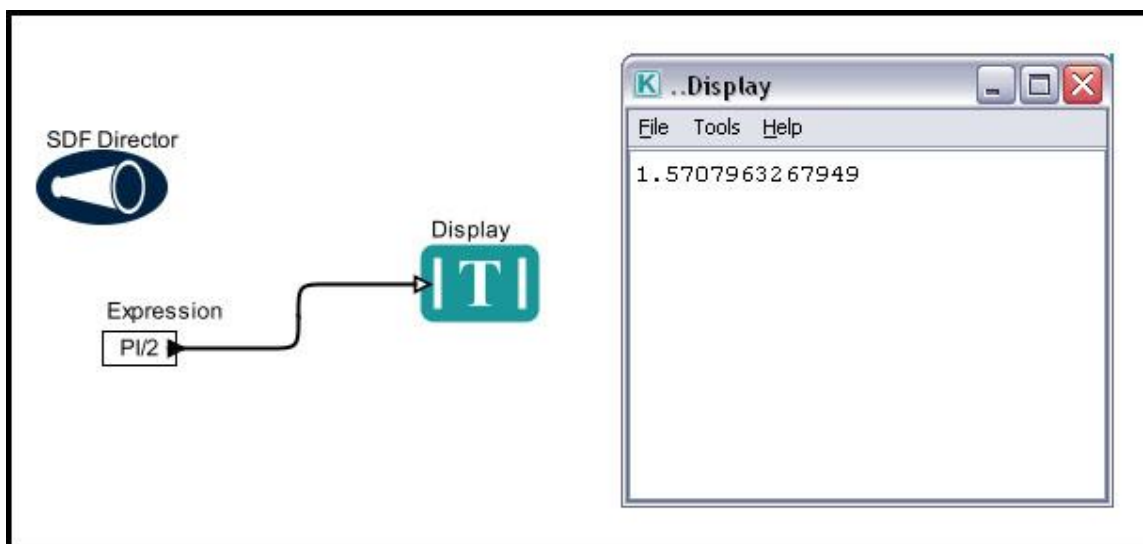 SDF Director
Expression
PI/2
Display
T
K ..Display
File Tools Help
1.5707963267949